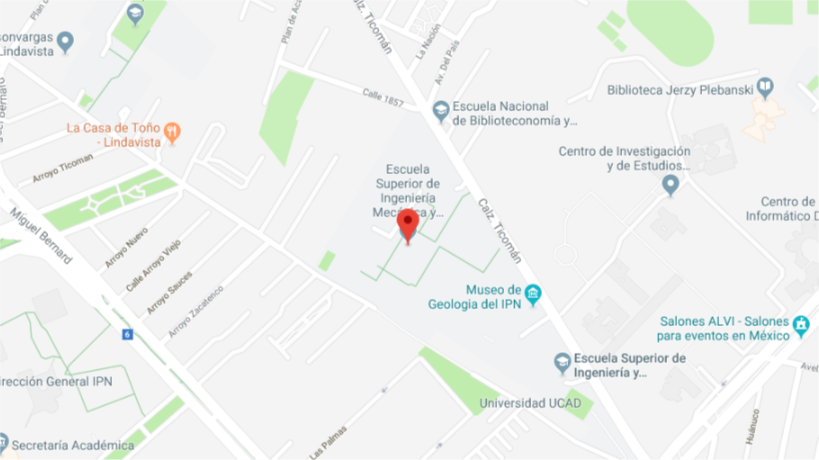 Plan de
Calz. Ticomán
La Nación
Av. Del País
Plan de A
sonvargas
Lindavista
Calle 1857
Escuela Nacional
de Biblioteconomía y...
Biblioteca Jerzy Plebanski
La Casa de Toño
- Lindavista
Arroyo Ticoman
Centro de Investigación
y de Estudios...
Escuela
Superior de
Ingeniería
Mecánica y...
Centro de
Informático D
Calz. Ticomán
Miguel Bernard
Arroyo Nuevo
Calle Arroyo Viejo
Arroyo Sauces
Arroyo Zacatenco
Museo de
Geologia del IPN
Salones ALVI - Salones
para eventos en México
6
Escuela Superior de
Ingeniería y...
Avel
irección General IPN
Universidad UCAD
Huánuco
Las Palmas
Secretaría Académica